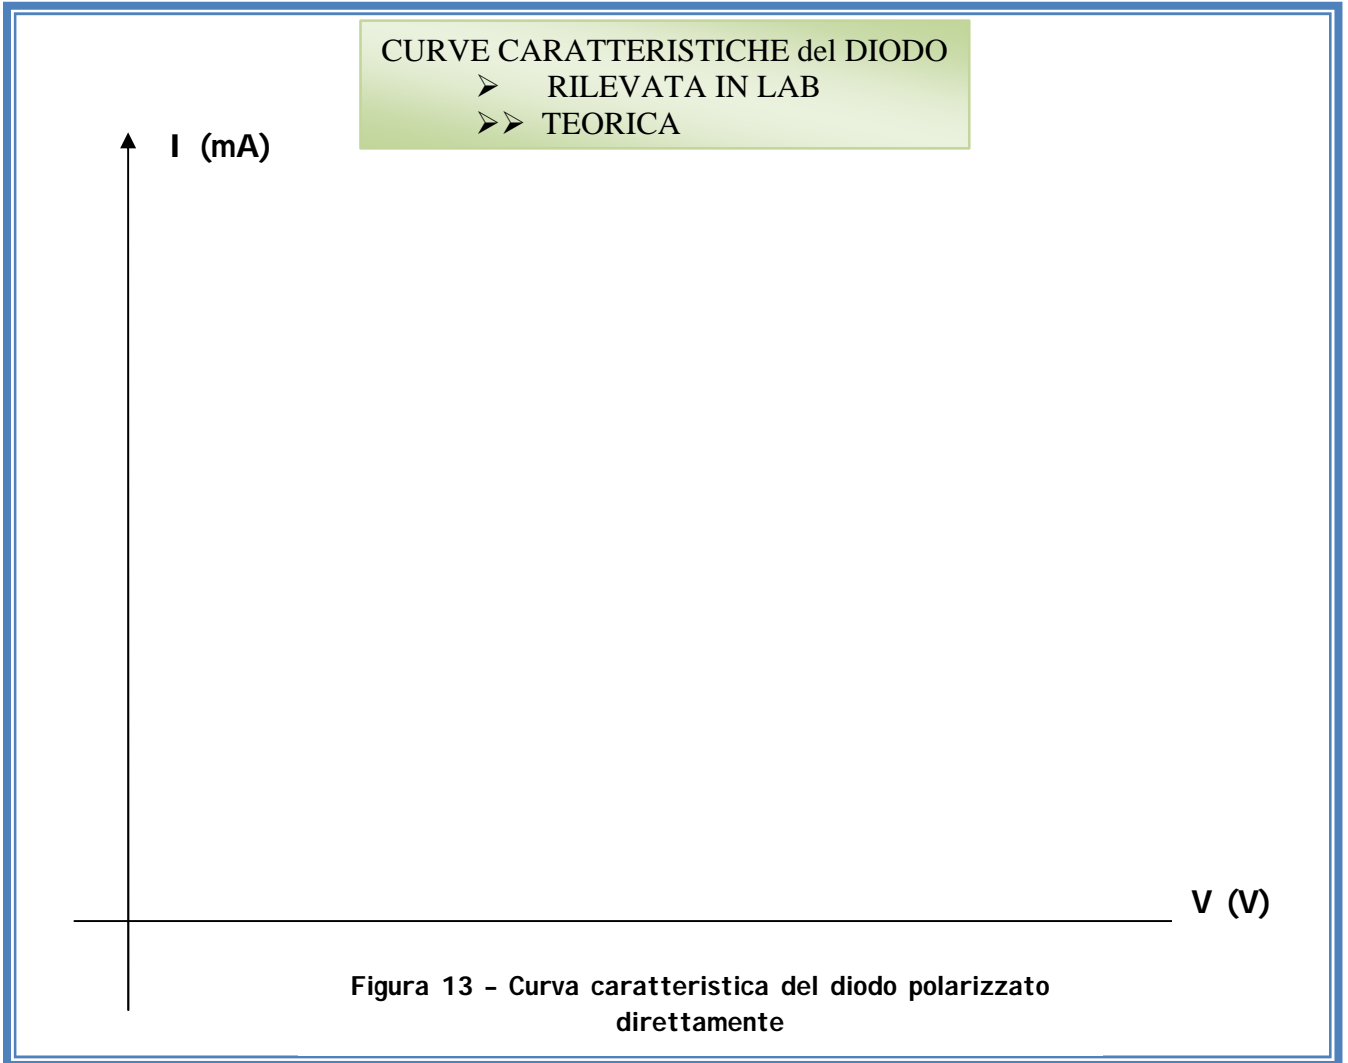 CURVE CARATTERISTICHE del DIODO
➢ RILEVATA IN LAB
➢➢ TEORICA
I (mA)
V (V)
Figura 13 – Curva caratteristica del diodo polarizzato
direttamente